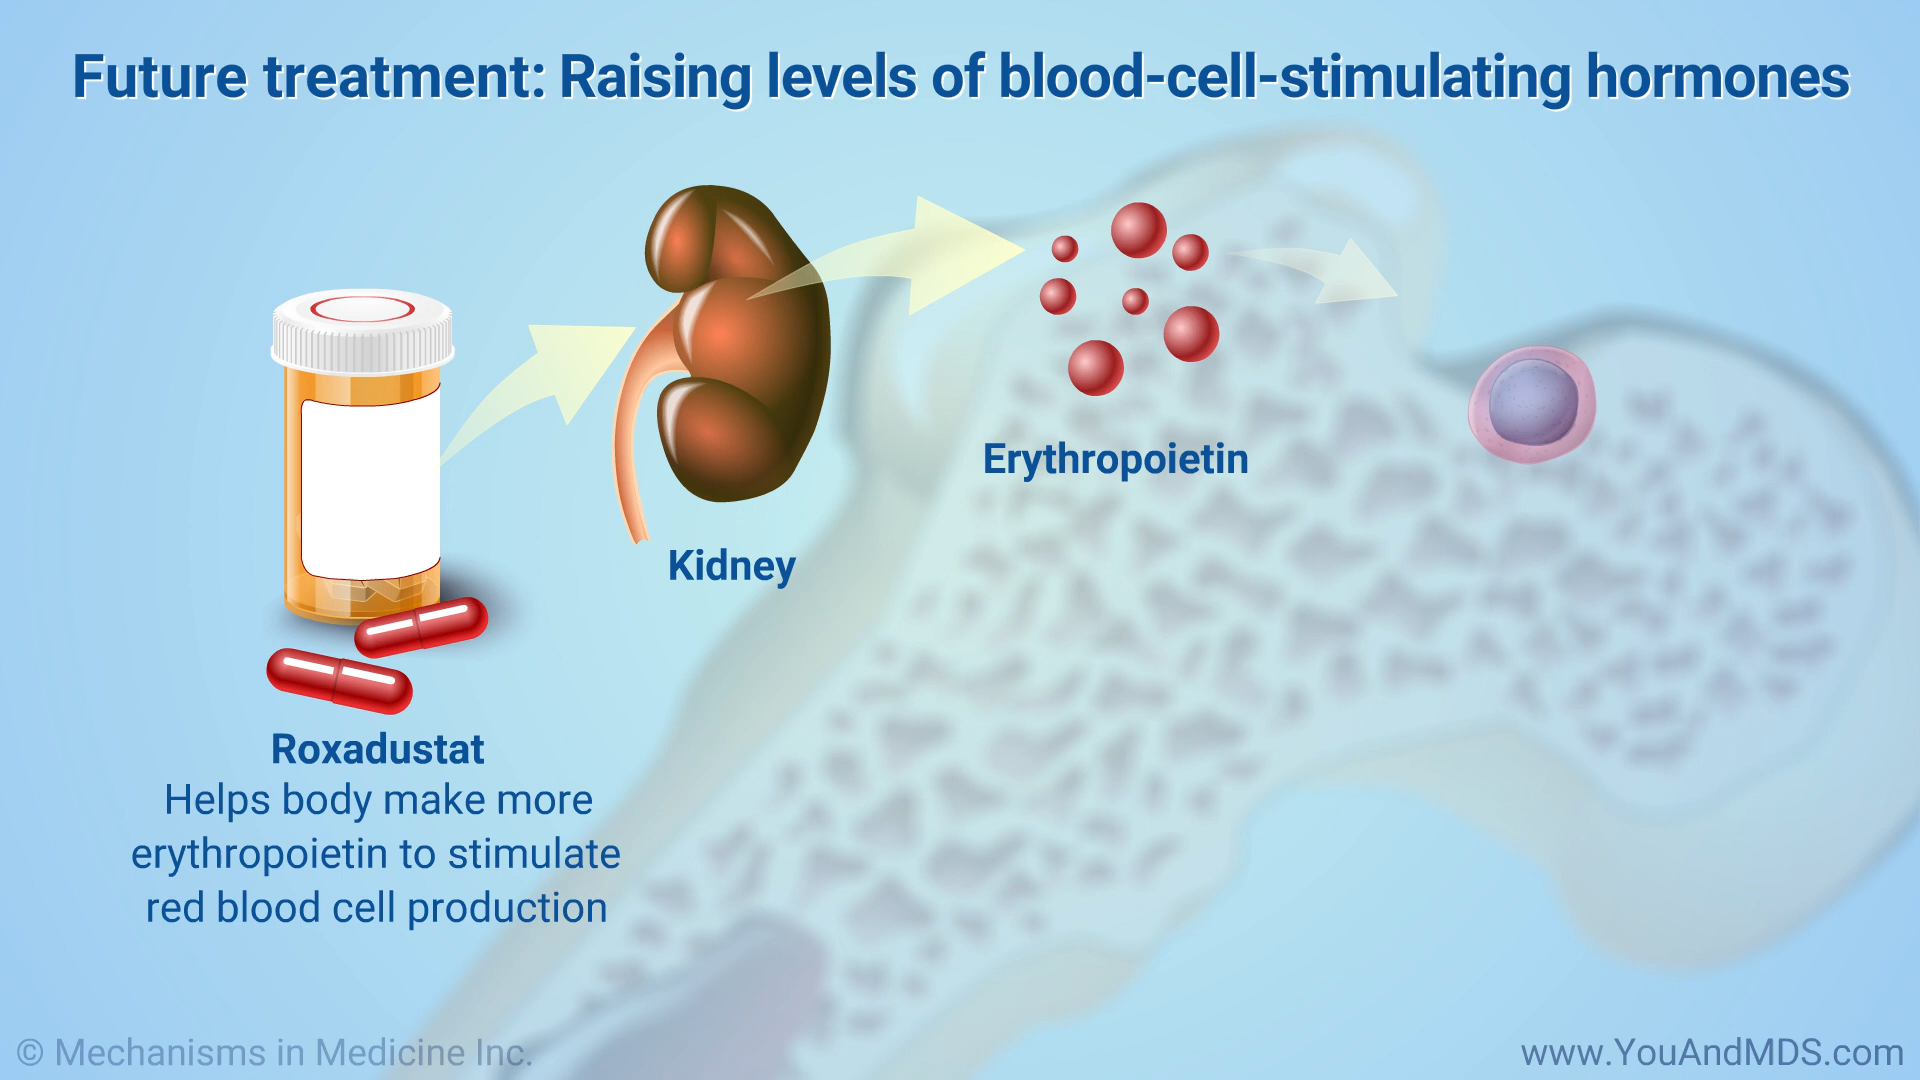 Future treatment: Raising levels of blood-cell-stimulating hormones
Erythropoietin
Kidney
Roxadustat
Helps body make more
erythropoietin to stimulate
red blood cell production
© Mechanisms in Medicine Inc.
www.YouAndMDS.com